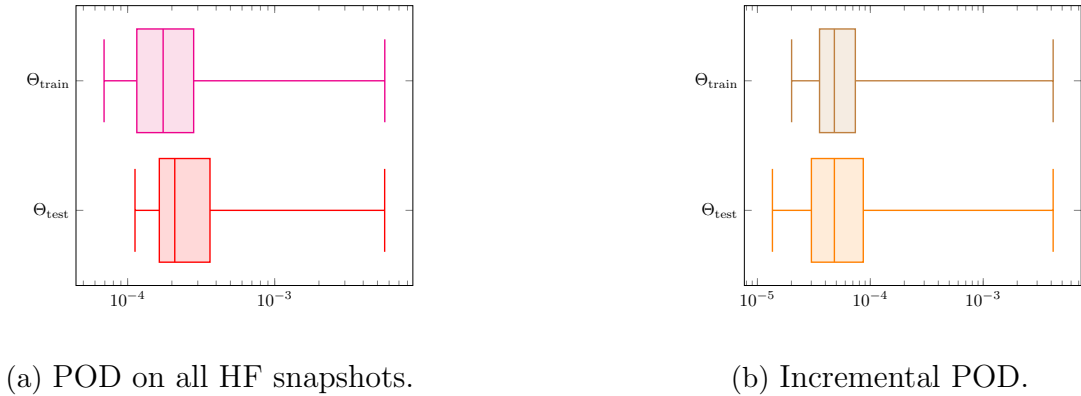 Θtrain
Θtest
10⁻⁴ 10⁻³
(a) POD on all HF snapshots.
Θtrain
Θtest
10⁻⁵ 10⁻⁴ 10⁻³
(b) Incremental POD.